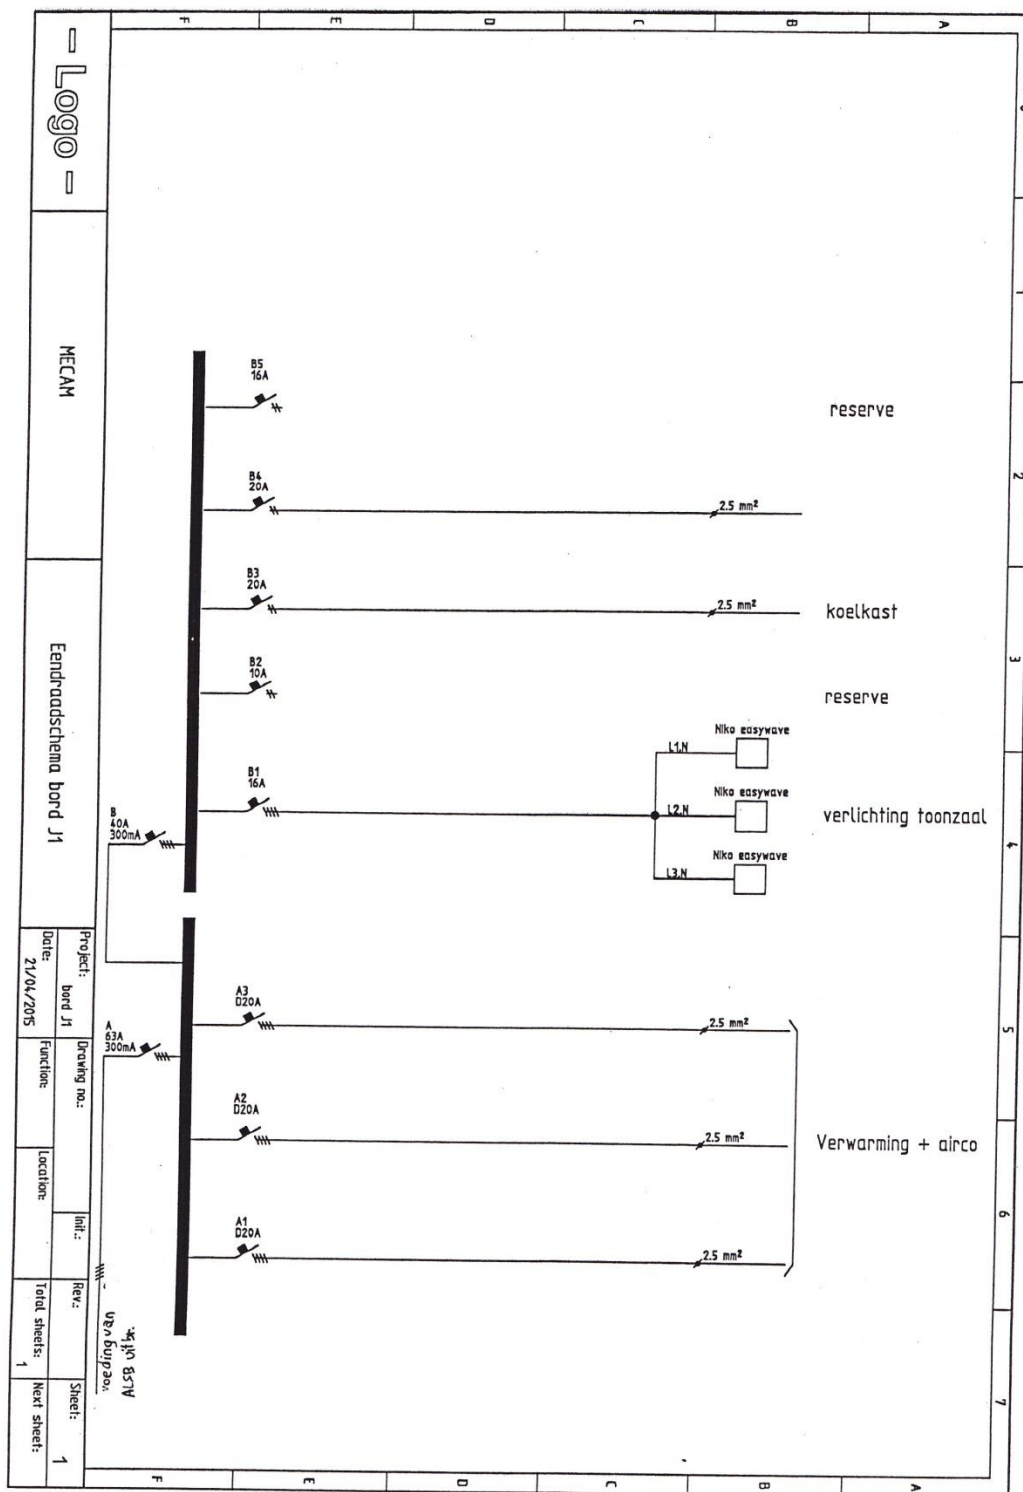 F E D C B A
2
3
4
5
6
7
B5
16A
reserve
B4
20A
2.5 mm²
B3
20A
2.5 mm²
koelkast
B2
10A
reserve
B1
16A
L1.N
Niko easywave
L2.N
Niko easywave
L3.N
Niko easywave
verlichting toonzaal
B
40A
300mA
A3
D20A
2.5 mm²
A
63A
300mA
A2
D20A
2.5 mm²
Verwarming + airco
A1
D20A
2.5 mm²
voeding van
- Logo -
MECAM
Eendraadschema bord J1
Project: bord J1
Drawing no.:
Init.:
Rev.:
Sheet: 1
Date: 21/04/2015
Function:
Location:
Total sheets: 1
Next sheet:
F E D C B A